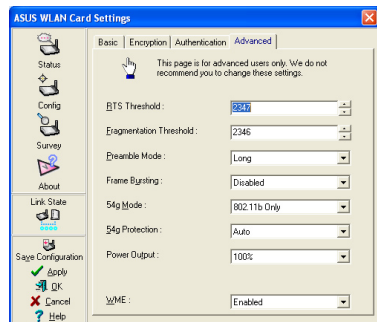 ASUS WLAN Card Settings
Status
Config
Survey
About
Link State
Save Configuration
Apply
OK
Cancel
Help
Basic Encryption Authentication Advanced
This page is for advanced users only. We do not
recommend you to change these settings.
RTS Threshold : 2347
Fragmentation Threshold : 2346
Preamble Mode : Long
Frame Bursting : Disabled
54g Mode : 802.11b Only
54g Protection : Auto
Power Output : 100%
WME : Enabled